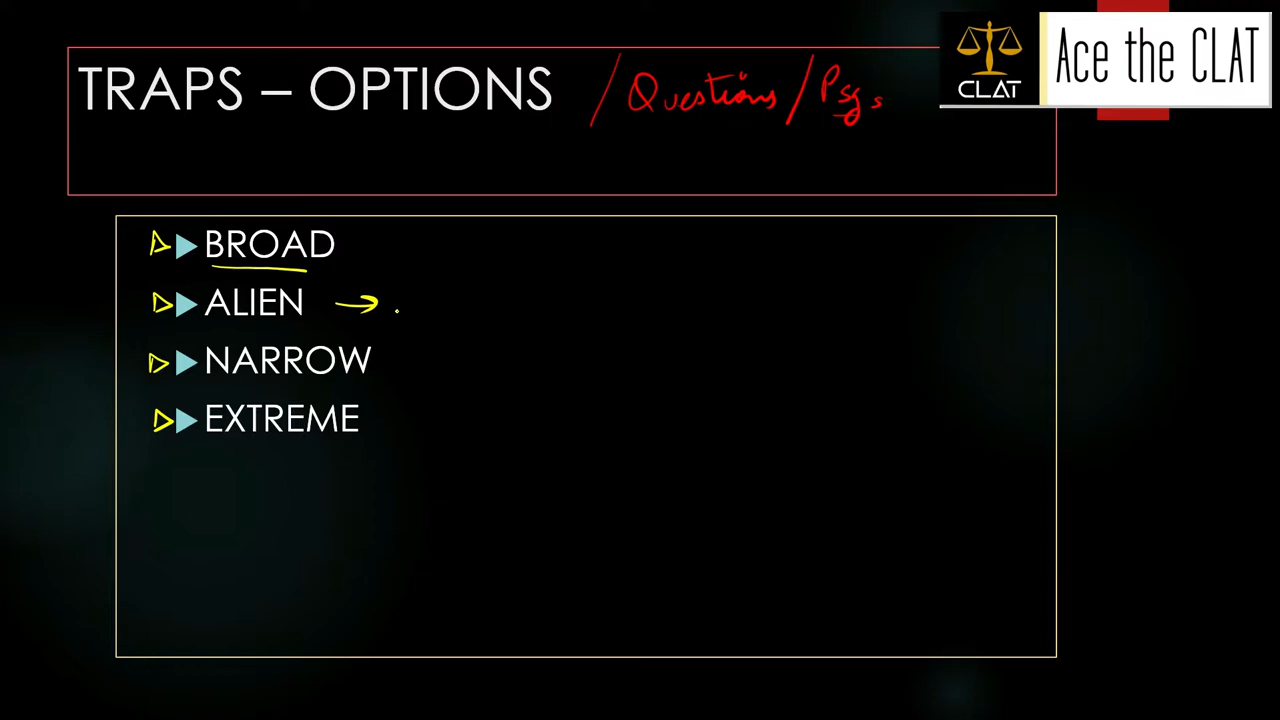 TRAPS – OPTIONS / Questions / Psgs
CLAT
Ace the CLAT
BROAD
ALIEN →
NARROW
EXTREME